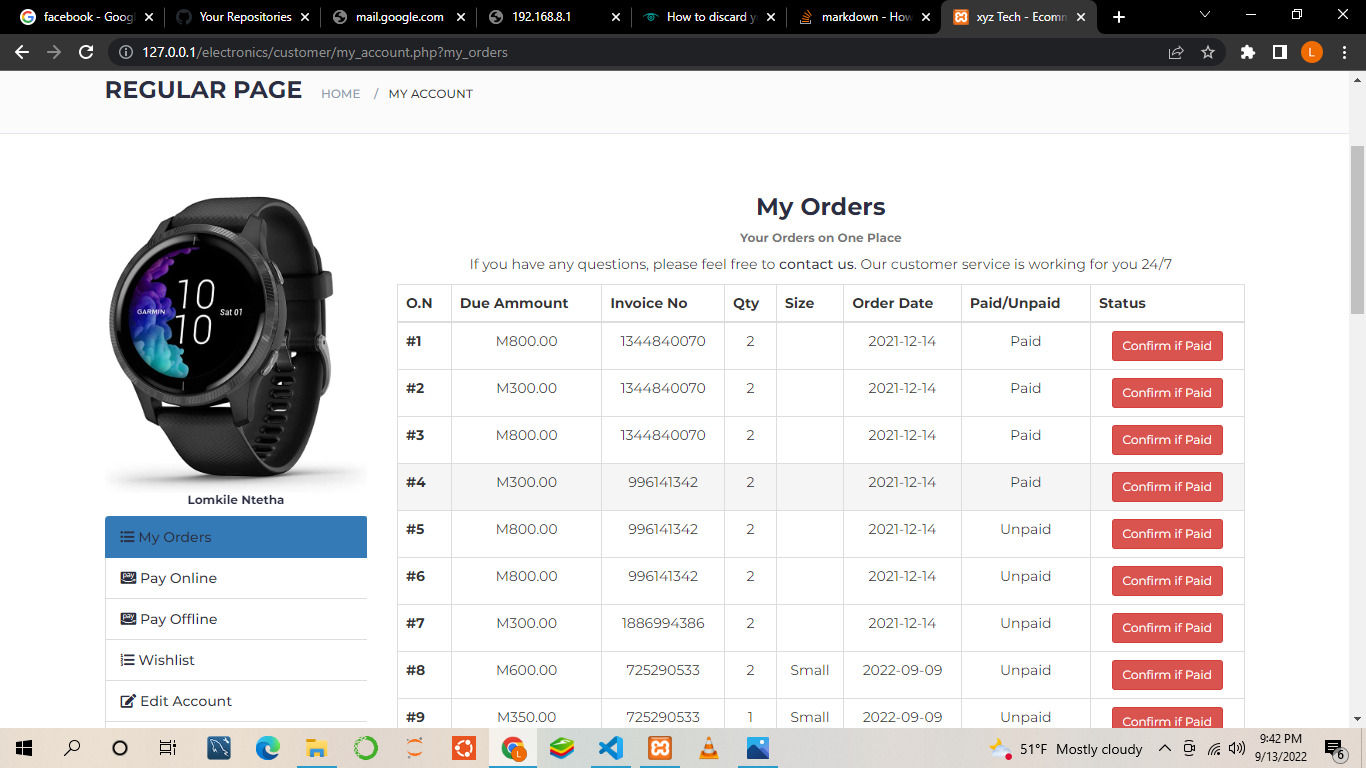 facebook - Goog
Your Repositories
mail.google.com
192.168.8.1
How to discard y
markdown - How
xyz Tech - Ecomm
127.0.0.1/electronics/customer/my_account.php?my_orders
L
REGULAR PAGE HOME / MY ACCOUNT
GARMIN 10 10 Sat 01
Lomkile Ntetha
My Orders
Pay Online
Pay Offline
Wishlist
Edit Account
My Orders
Your Orders on One Place
If you have any questions, please feel free to contact us. Our customer service is working for you 24/7
O.N Due Ammount Invoice No Qty Size Order Date Paid/Unpaid Status
#1 M800.00 1344840070 2 2021-12-14 Paid Confirm if Paid
#2 M300.00 1344840070 2 2021-12-14 Paid Confirm if Paid
#3 M800.00 1344840070 2 2021-12-14 Paid Confirm if Paid
#4 M300.00 996141342 2 2021-12-14 Paid Confirm if Paid
#5 M800.00 996141342 2 2021-12-14 Unpaid Confirm if Paid
#6 M800.00 996141342 2 2021-12-14 Unpaid Confirm if Paid
#7 M300.00 1886994386 2 2021-12-14 Unpaid Confirm if Paid
#8 M600.00 725290533 2 Small 2022-09-09 Unpaid Confirm if Paid
#9 M350.00 725290533 1 Small 2022-09-09 Unpaid Confirm if Paid
51°F Mostly cloudy
9:42 PM
9/13/2022
6